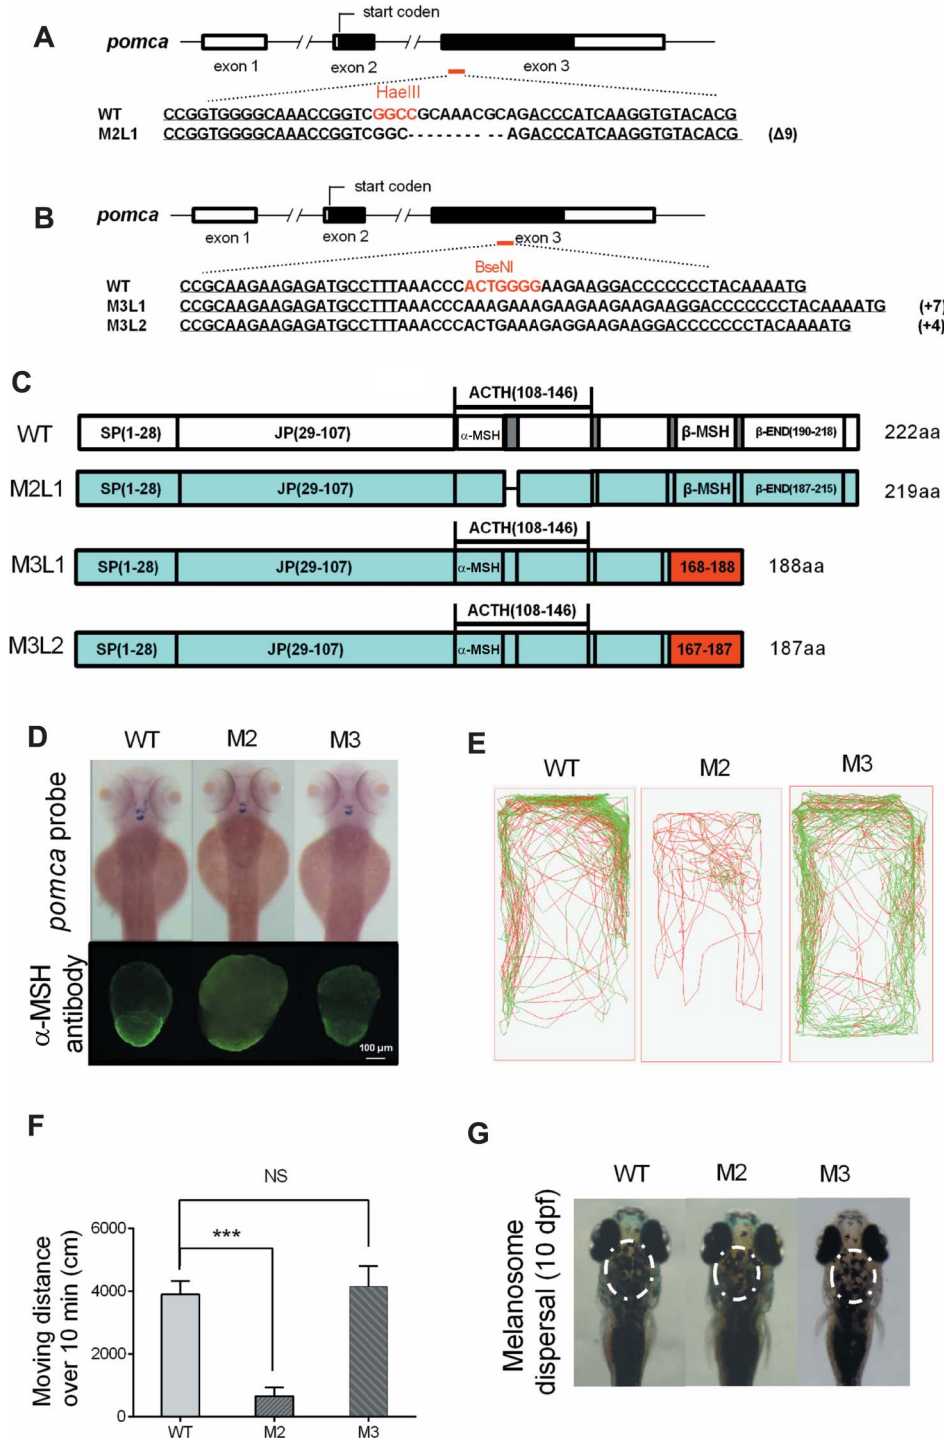 A
start coden
pomca
exon 1
exon 2
exon 3
HaeIII
WT CCGGTGGGGCAAACCGGTCGGCCGCAAACGCAGACCCATCAAGGTGTACACG
M2L1 CCGGTGGGGCAAACCGGTCGGC---------AGACCCATCAAGGTGTACACG (Δ9)
B
start coden
pomca
exon 1
exon 2
exon 3
BseNI
WT CCGCAAGAAGAGATGCCTTTAAACCCACTGGGGAAGAAGGACCCCCCCTACAAAATG
M3L1 CCGCAAGAAGAGATGCCTTTAAACCCAAAGAAAGAAGAAGAAGAAGGACCCCCCCTACAAAATG (+7)
M3L2 CCGCAAGAAGAGATGCCTTTAAACCCACTGAAAGAGGAAGAAGGACCCCCCCTACAAAATG (+4)
C
ACTH(108-146)
WT SP(1-28) JP(29-107) α-MSH β-MSH β-END(190-218) 222aa
M2L1 SP(1-28) JP(29-107) β-MSH β-END(187-215) 219aa
ACTH(108-146)
M3L1 SP(1-28) JP(29-107) α-MSH 168-188 188aa
ACTH(108-146)
M3L2 SP(1-28) JP(29-107) α-MSH 167-187 187aa
D
WT M2 M3
pomca probe
α-MSH antibody
100 µm
E
WT M2 M3
F
NS
***
Moving distance
over 10 min (cm)
6000
4000
2000
0
WT M2 M3
G
WT M2 M3
Melanosome
dispersal (10 dpf)